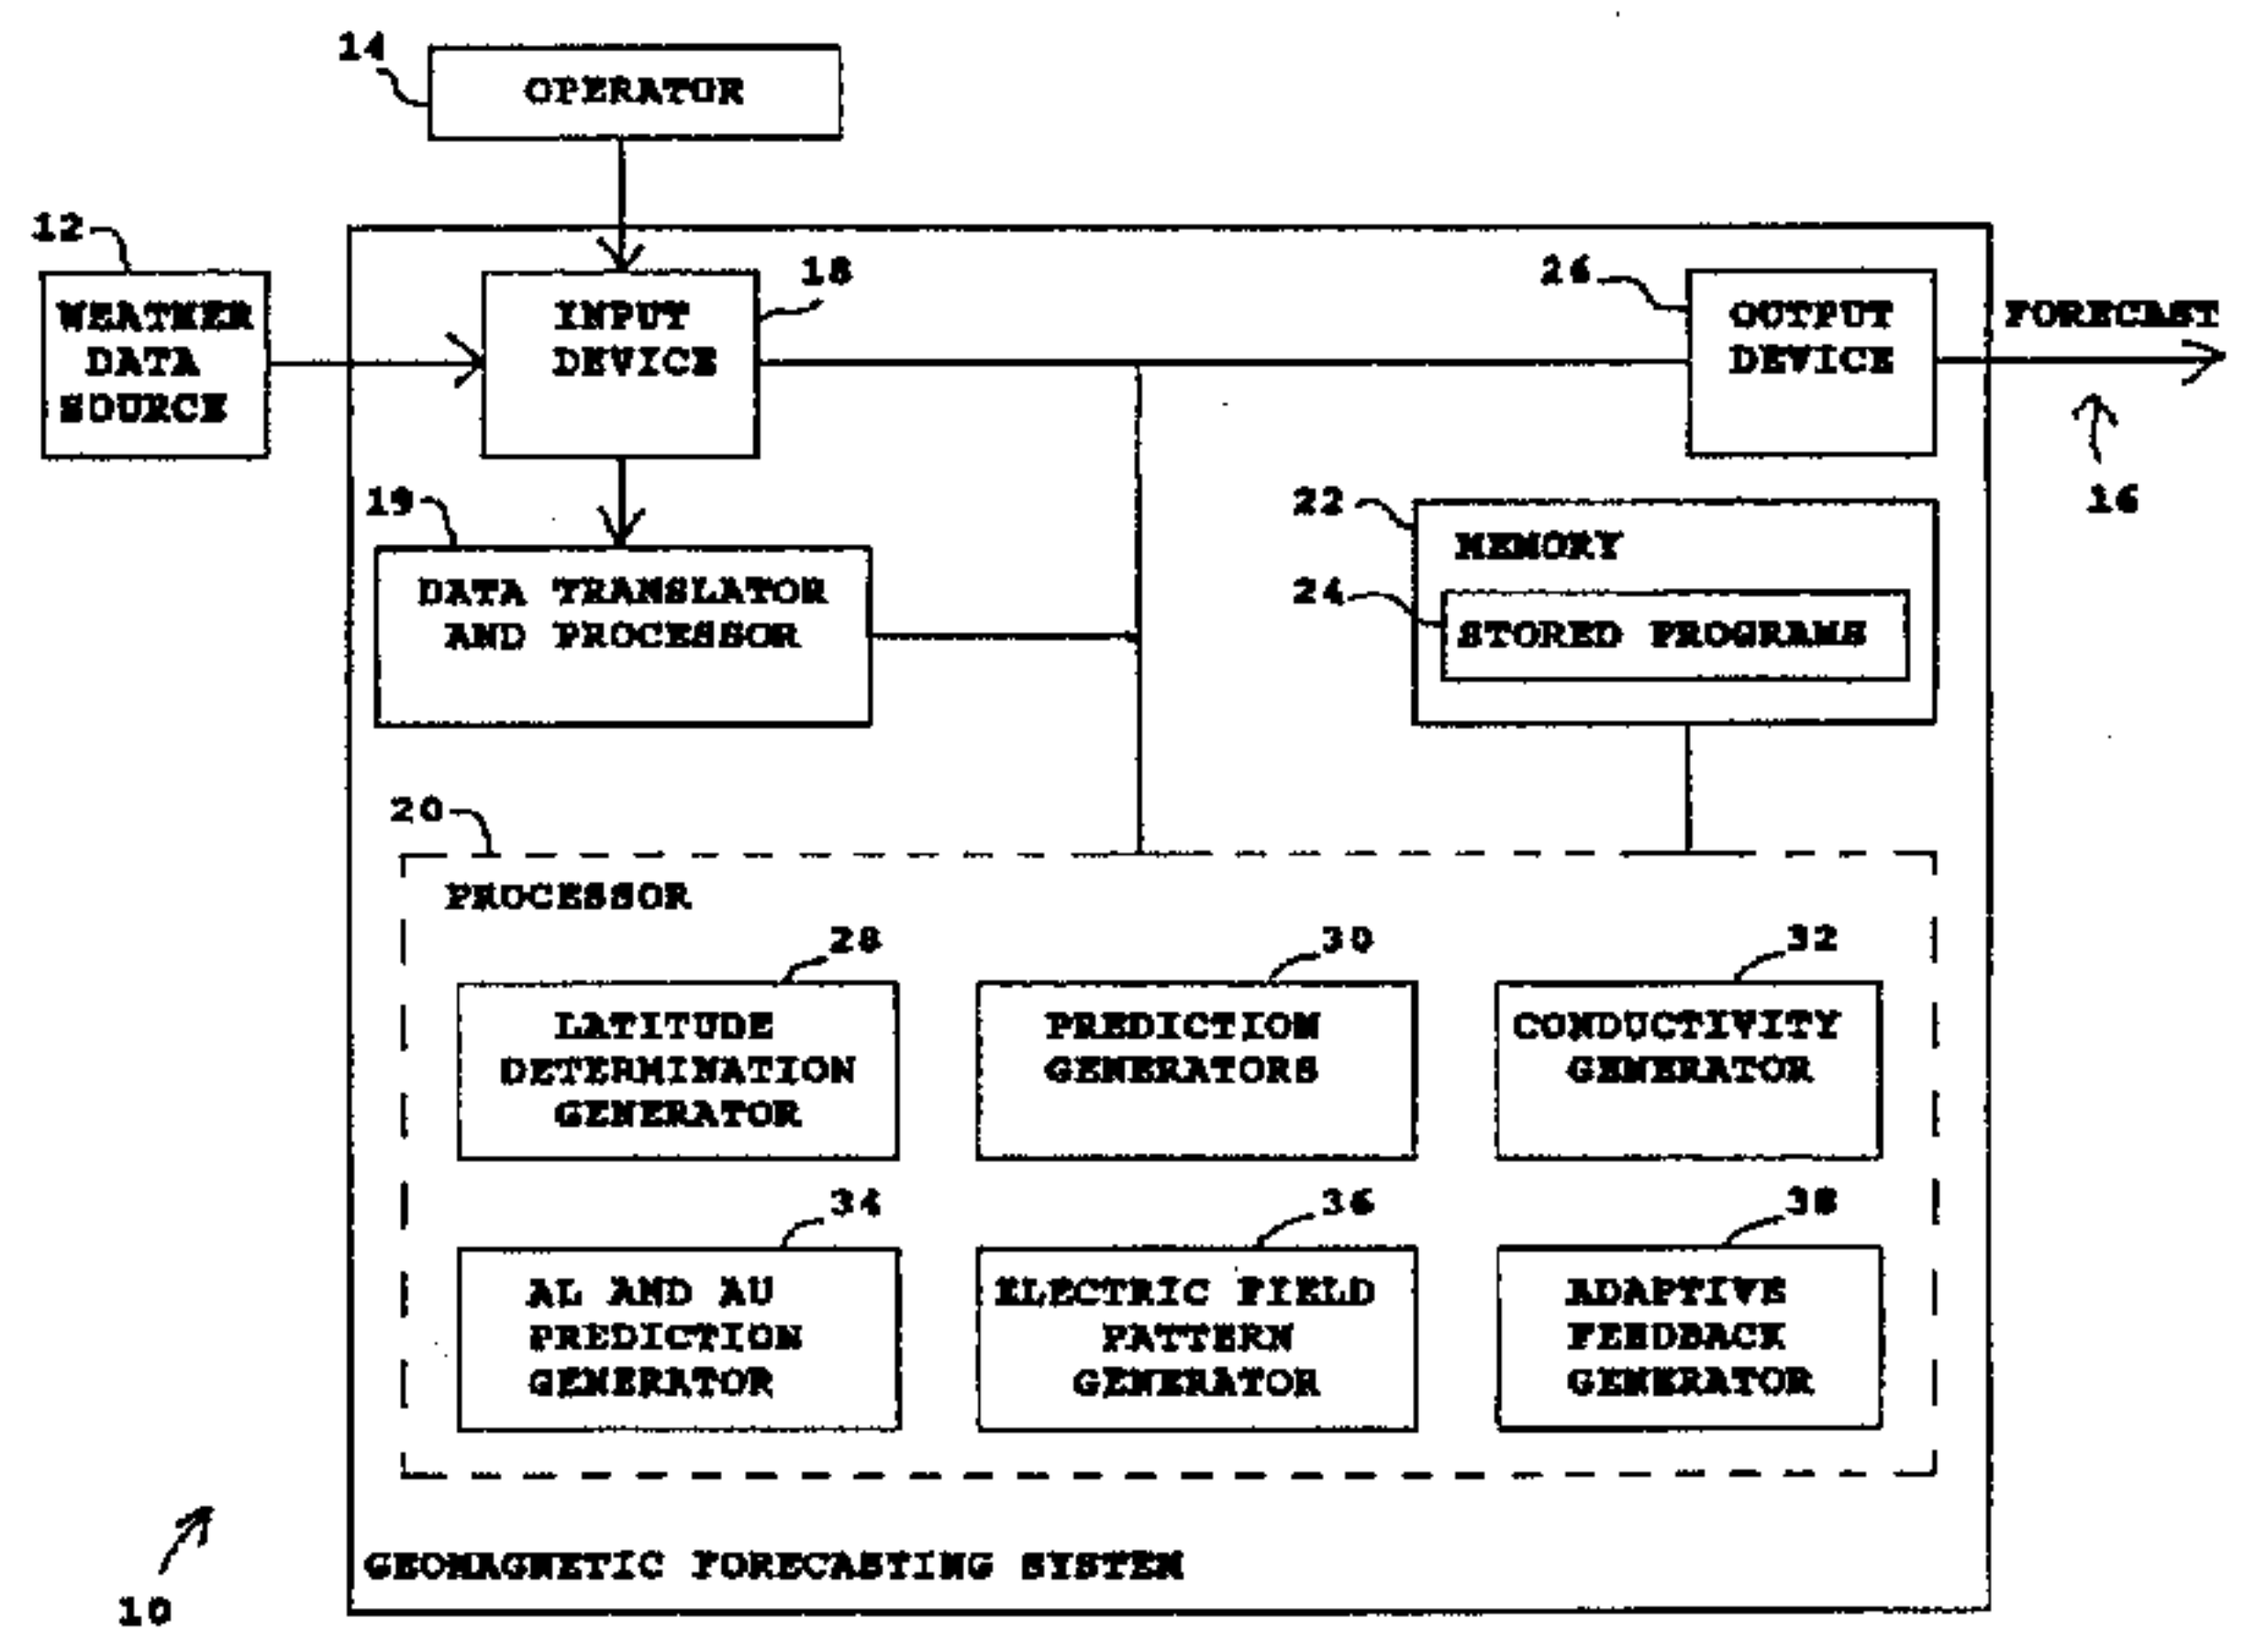 14
OPERATOR
12
WEATHER
DATA
SOURCE
18
INPUT
DEVICE
26
OUTPUT
DEVICE
FORECAST
16
19
DATA TRANSLATOR
AND PROCESSOR
22
MEMORY
24
STORED PROGRAMS
20
PROCESSOR
28
LATITUDE
DETERMINATION
GENERATOR
30
PREDICTION
GENERATORS
32
CONDUCTIVITY
GENERATOR
34
AL AND AU
PREDICTION
GENERATOR
36
ELECTRIC FIELD
PATTERN
GENERATOR
38
ADAPTIVE
FEEDBACK
GENERATOR
GEOMAGNETIC FORECASTING SYSTEM
10